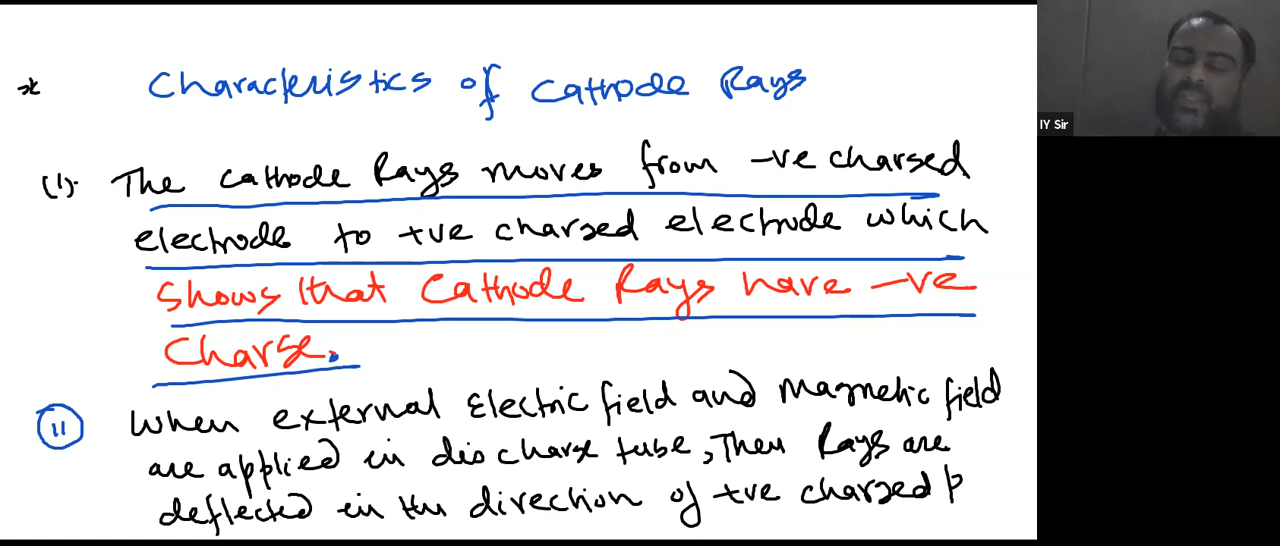 * Characteristics of Cathode Rays
(1). The Cathode Rays moves from -ve charged
electrode to +ve charged electrode which
shows that Cathode Rays have -ve
Charge.
(11) When external Electric field and Magnetic field
are applied in discharge tube, Then Rays are
deflected in the direction of +ve charged P
IY Sir